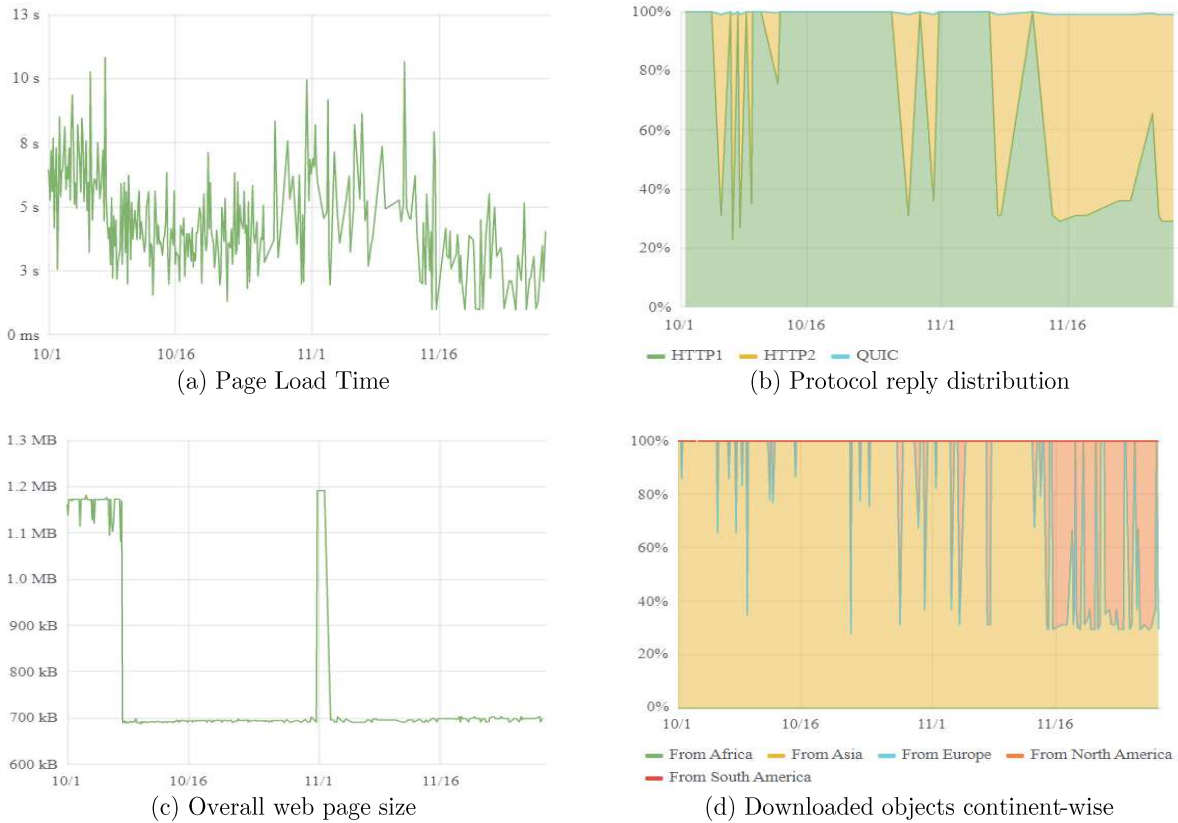 13 s
10 s
8 s
5 s
3 s
0 ms
10/1 10/16 11/1 11/16
(a) Page Load Time
100%
80%
60%
40%
20%
0%
10/1 10/16 11/1 11/16
HTTP1 HTTP2 QUIC
(b) Protocol reply distribution
1.3 MB
1.2 MB
1.1 MB
1.0 MB
900 kB
800 kB
700 kB
600 kB
10/1 10/16 11/1 11/16
(c) Overall web page size
100%
80%
60%
40%
20%
0%
10/1 10/16 11/1 11/16
From Africa From Asia From Europe From North America
From South America
(d) Downloaded objects continent-wise